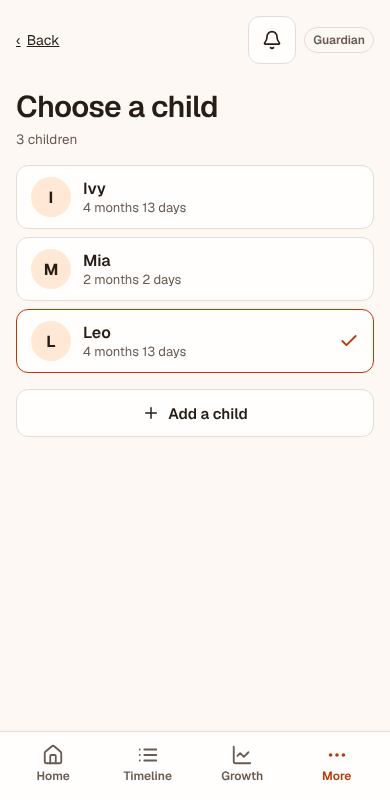 ‹ Back
Guardian
Choose a child
3 children
I
Ivy
4 months 13 days
M
Mia
2 months 2 days
L
Leo
4 months 13 days
+ Add a child
Home
Timeline
Growth
More